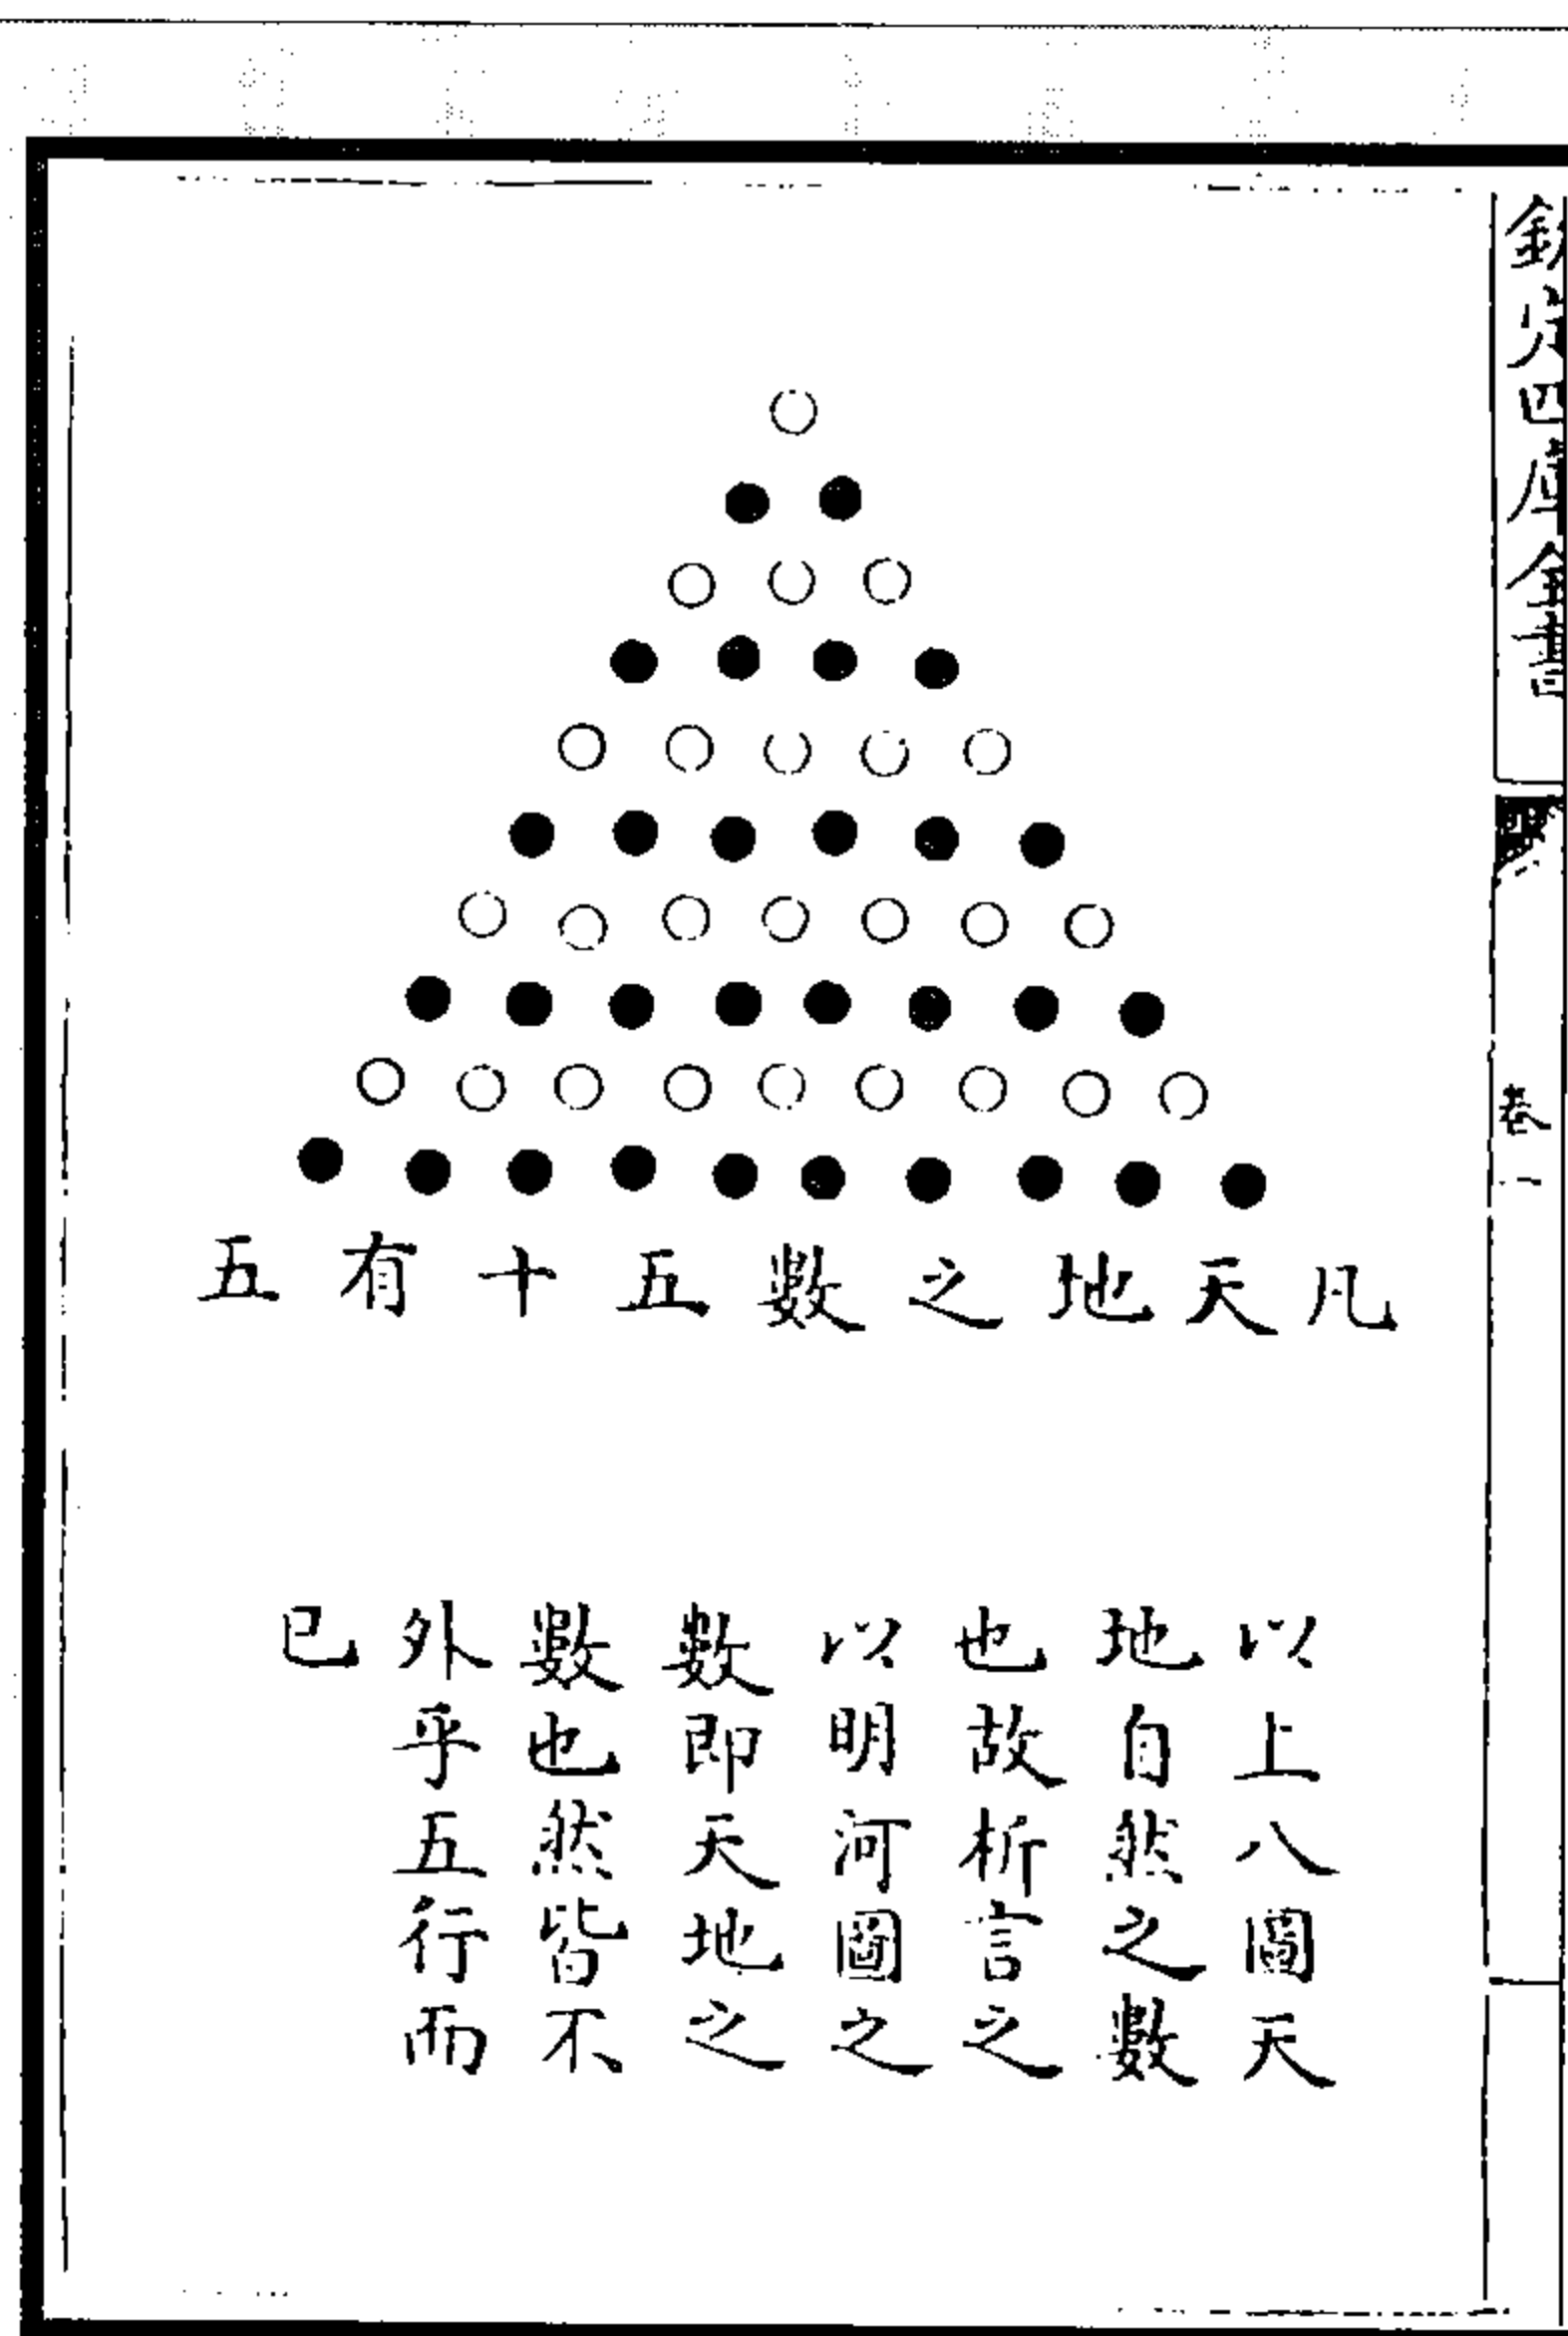 欽定四庫全書
卷一
凡天地之數五十有五
以上八圖天
地自然之數
也故析言之
以明河圖之
數即天地之
數也然皆不
外乎五行而
已